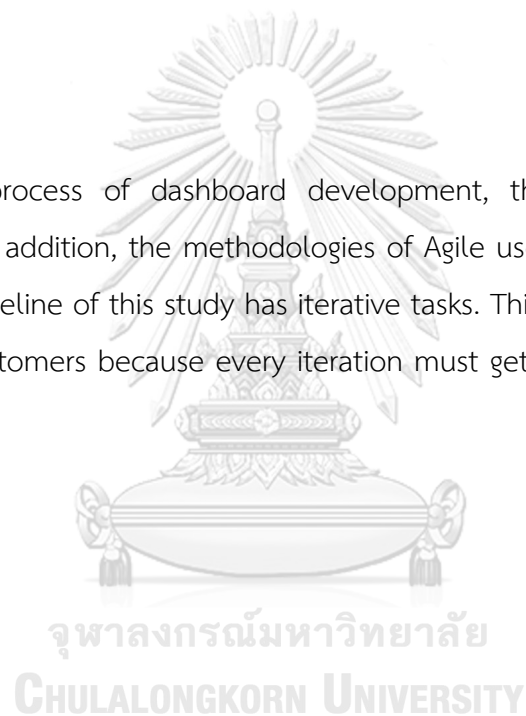 process of dashboard development, th
addition, the methodologies of Agile us
eline of this study has iterative tasks. Thi
tomers because every iteration must get
จุฬาลงกรณ์มหาวิทยาลัย
CHULALONGKORN UNIVERSITY